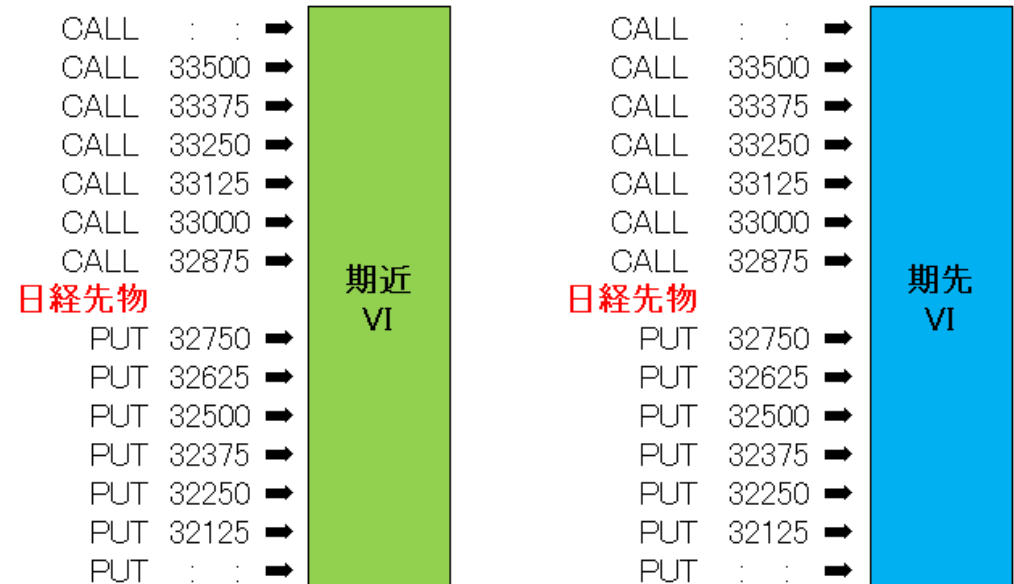 CALL : : ➡
CALL 33500 ➡
CALL 33375 ➡
CALL 33250 ➡
CALL 33125 ➡
CALL 33000 ➡
CALL 32875 ➡
日経先物
PUT 32750 ➡
PUT 32625 ➡
PUT 32500 ➡
PUT 32375 ➡
PUT 32250 ➡
PUT 32125 ➡
PUT : : ➡
期近
VI
CALL : : ➡
CALL 33500 ➡
CALL 33375 ➡
CALL 33250 ➡
CALL 33125 ➡
CALL 33000 ➡
CALL 32875 ➡
日経先物
PUT 32750 ➡
PUT 32625 ➡
PUT 32500 ➡
PUT 32375 ➡
PUT 32250 ➡
PUT 32125 ➡
PUT : : ➡
期先
VI